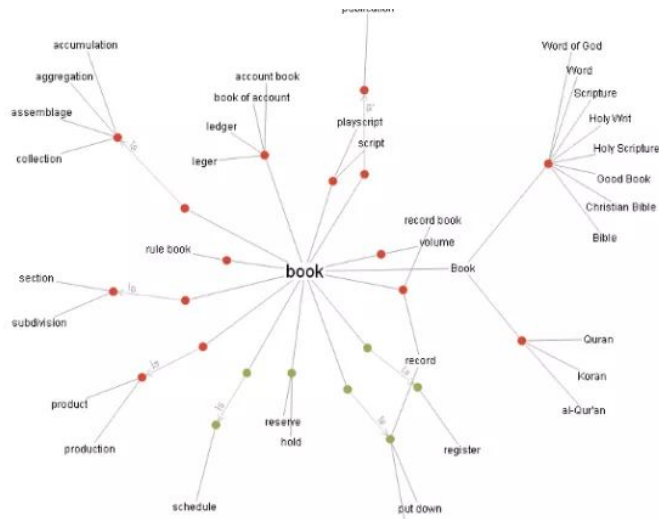 publication
accumulation
Word of God
aggregation
account book
Word
book of account
Scripture
assemblage
playscript
Holy Writ
ledger
script
collection
leger
Holy Scripture
Good Book
Christian Bible
record book
rule book
volume
Bible
book
Book
section
subdivision
Quran
record
Koran
product
al-Qur'an
reserve
production
hold
register
schedule
put down